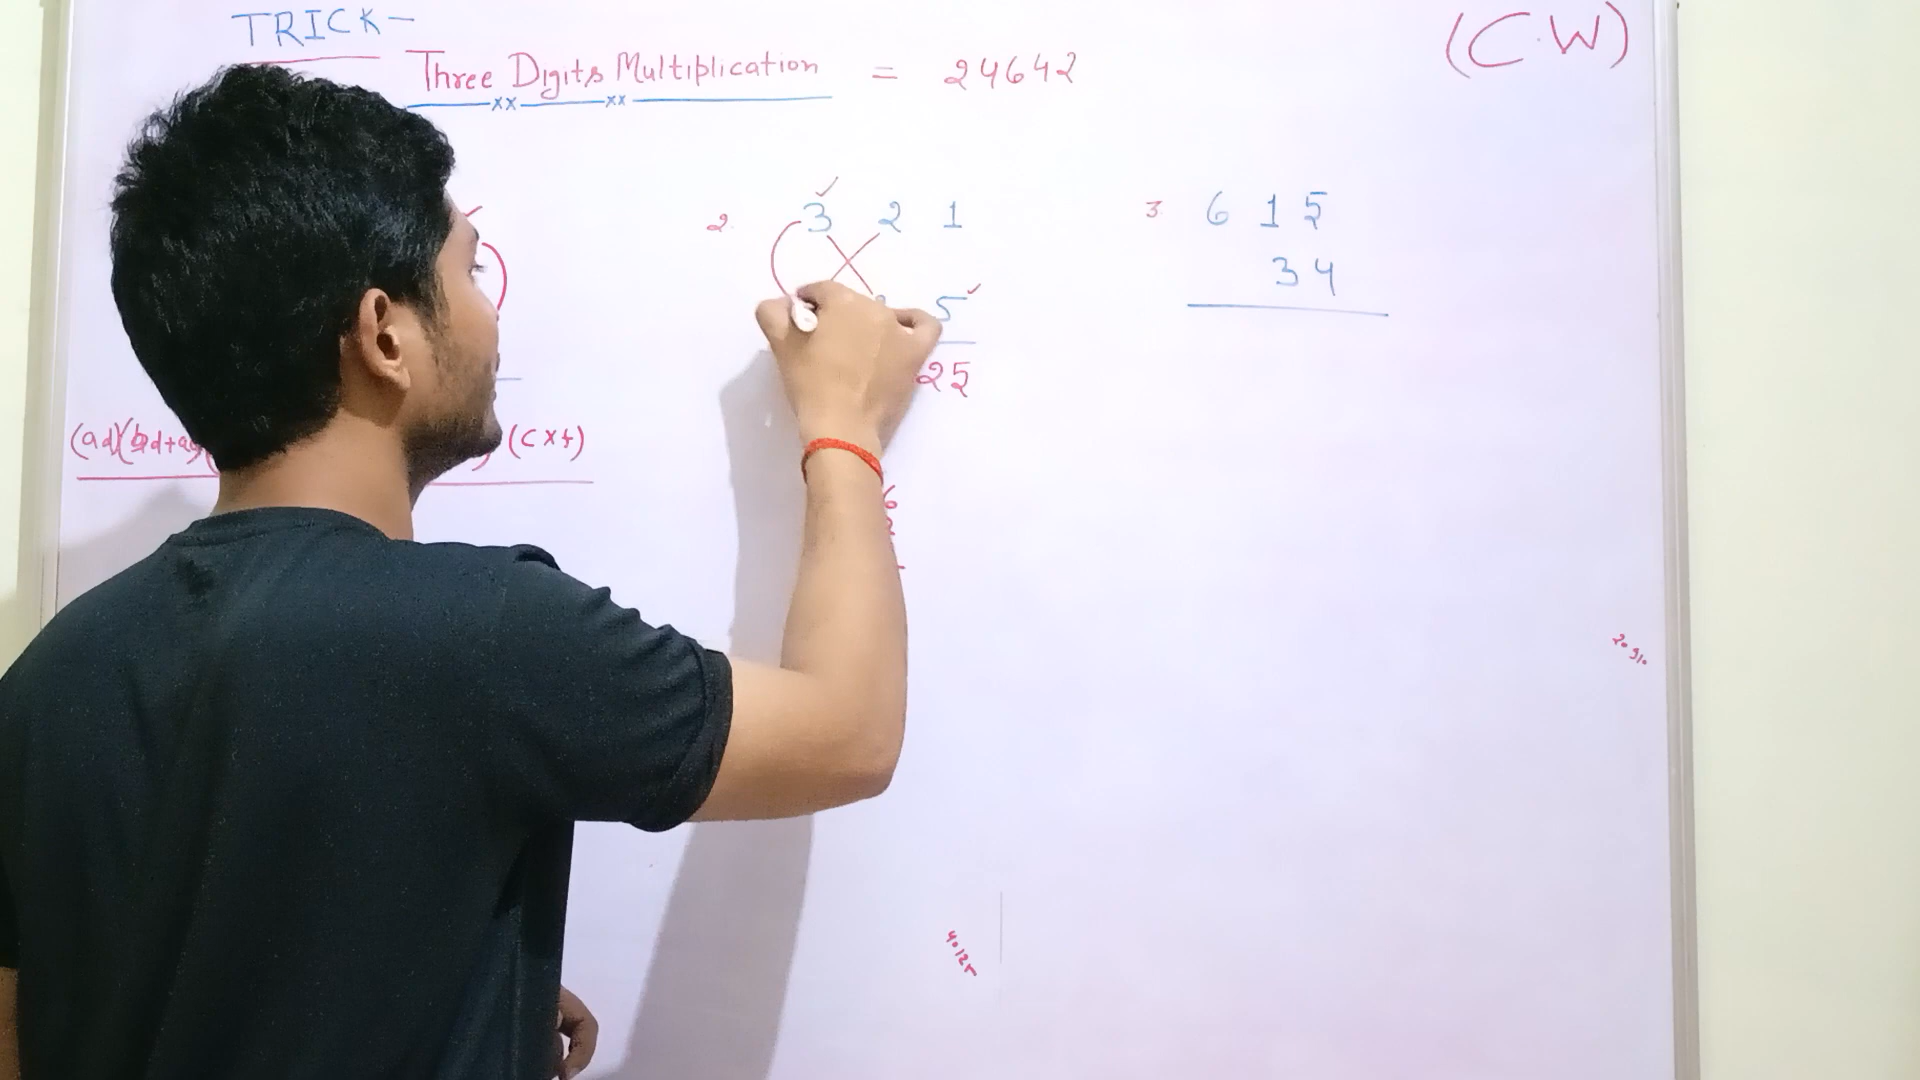 TRICK-
Three Digits Multiplication = 24642
(C.W)
2. 3 2 1
5
25
3. 6 1 5
3 4
(c x f)